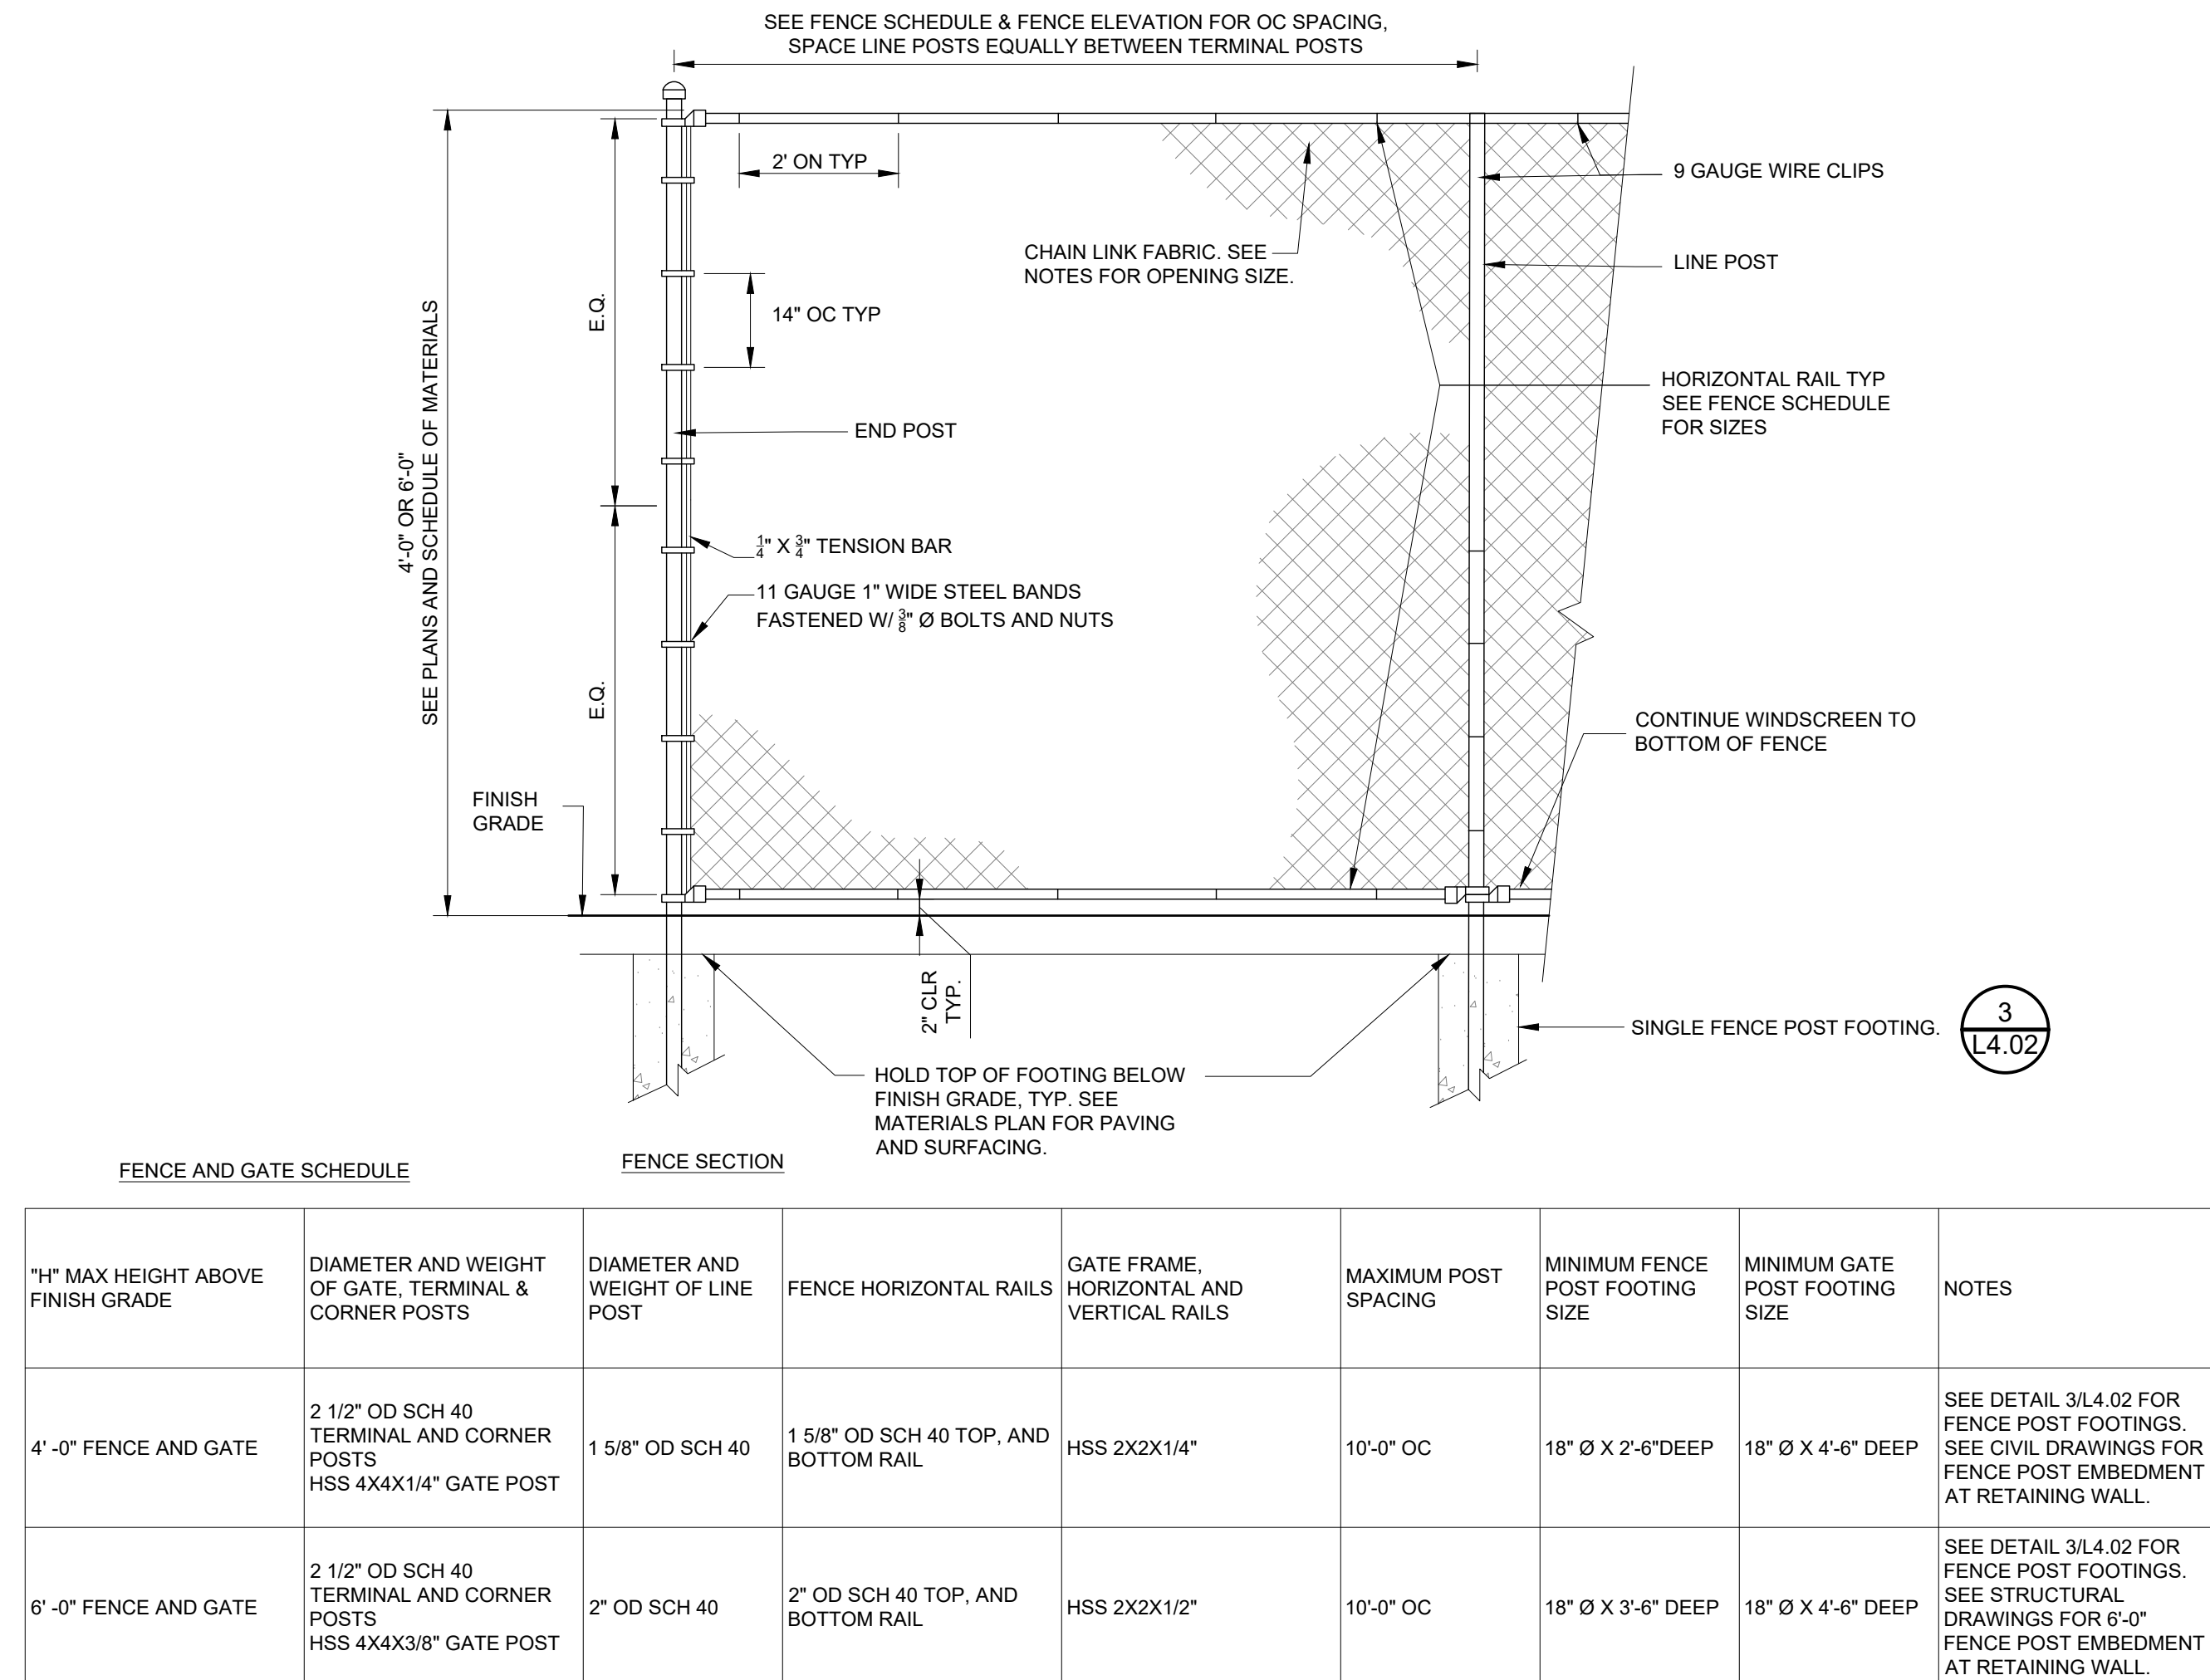 SEE FENCE SCHEDULE & FENCE ELEVATION FOR OC SPACING,
SPACE LINE POSTS EQUALLY BETWEEN TERMINAL POSTS
2' ON TYP
9 GAUGE WIRE CLIPS
CHAIN LINK FABRIC. SEE
NOTES FOR OPENING SIZE.
LINE POST
14" OC TYP
E.Q.
4'-0" OR 6'-0"
SEE PLANS AND SCHEDULE OF MATERIALS
HORIZONTAL RAIL TYP
SEE FENCE SCHEDULE
FOR SIZES
END POST
1/4" X 3/4" TENSION BAR
11 GAUGE 1" WIDE STEEL BANDS
FASTENED W/ 3/8" Ø BOLTS AND NUTS
E.Q.
CONTINUE WINDSCREEN TO
BOTTOM OF FENCE
FINISH
GRADE
2" CLR
TYP.
SINGLE FENCE POST FOOTING.
3
L4.02
HOLD TOP OF FOOTING BELOW
FINISH GRADE, TYP. SEE
MATERIALS PLAN FOR PAVING
AND SURFACING.
FENCE SECTION
FENCE AND GATE SCHEDULE
"H" MAX HEIGHT ABOVE
FINISH GRADE
DIAMETER AND WEIGHT
OF GATE, TERMINAL &
CORNER POSTS
DIAMETER AND
WEIGHT OF LINE
POST
FENCE HORIZONTAL RAILS
GATE FRAME,
HORIZONTAL AND
VERTICAL RAILS
MAXIMUM POST
SPACING
MINIMUM FENCE
POST FOOTING
SIZE
MINIMUM GATE
POST FOOTING
SIZE
NOTES
4' -0" FENCE AND GATE
2 1/2" OD SCH 40
TERMINAL AND CORNER
POSTS
HSS 4X4X1/4" GATE POST
1 5/8" OD SCH 40
1 5/8" OD SCH 40 TOP, AND
BOTTOM RAIL
HSS 2X2X1/4"
10'-0" OC
18" Ø X 2'-6"DEEP
18" Ø X 4'-6" DEEP
SEE DETAIL 3/L4.02 FOR
FENCE POST FOOTINGS.
SEE CIVIL DRAWINGS FOR
FENCE POST EMBEDMENT
AT RETAINING WALL.
6' -0" FENCE AND GATE
2 1/2" OD SCH 40
TERMINAL AND CORNER
POSTS
HSS 4X4X3/8" GATE POST
2" OD SCH 40
2" OD SCH 40 TOP, AND
BOTTOM RAIL
HSS 2X2X1/2"
10'-0" OC
18" Ø X 3'-6" DEEP
18" Ø X 4'-6" DEEP
SEE DETAIL 3/L4.02 FOR
FENCE POST FOOTINGS.
SEE STRUCTURAL
DRAWINGS FOR 6'-0"
FENCE POST EMBEDMENT
AT RETAINING WALL.